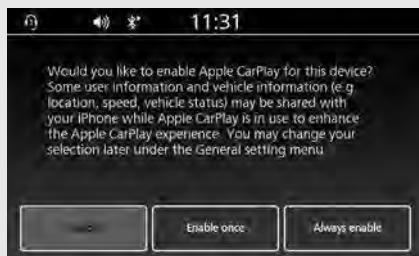 11:31
Would you like to enable Apple CarPlay for this device?
Some user information and vehicle information (e.g
location, speed, vehicle status) may be shared with
your iPhone while Apple CarPlay is in use to enhance
the Apple CarPlay experience. You may change your
selection later under the General setting menu
Enable once
Always enable